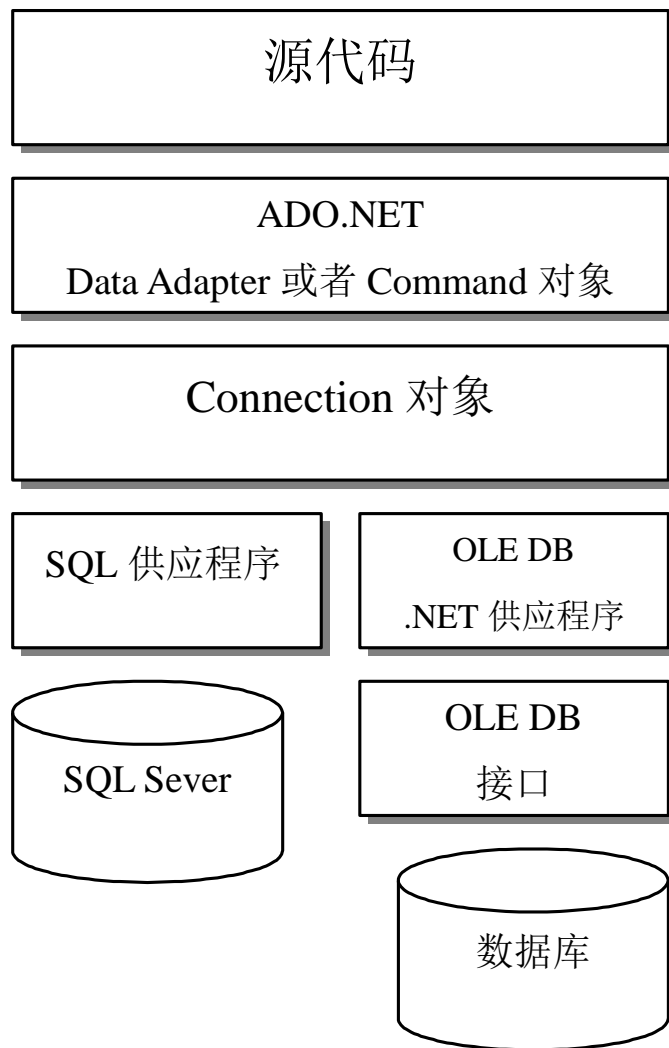 源代码
ADO.NET
Data Adapter 或者 Command 对象
Connection 对象
SQL 供应程序
OLE DB
.NET 供应程序
SQL Sever
OLE DB
接口
数据库